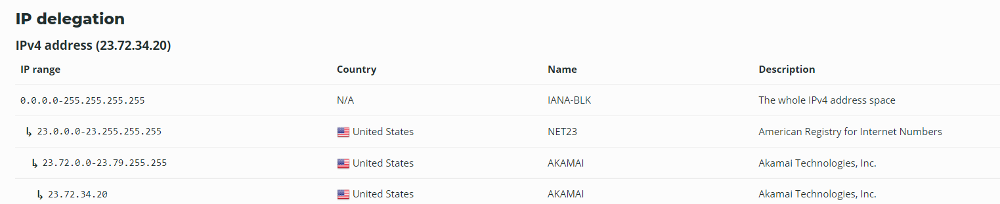 IP delegation
IPv4 address (23.72.34.20)
IP range Country Name Description
0.0.0.0-255.255.255.255 N/A IANA-BLK The whole IPv4 address space
↳ 23.0.0.0-23.255.255.255 United States NET23 American Registry for Internet Numbers
↳ 23.72.0.0-23.79.255.255 United States AKAMAI Akamai Technologies, Inc.
↳ 23.72.34.20 United States AKAMAI Akamai Technologies, Inc.